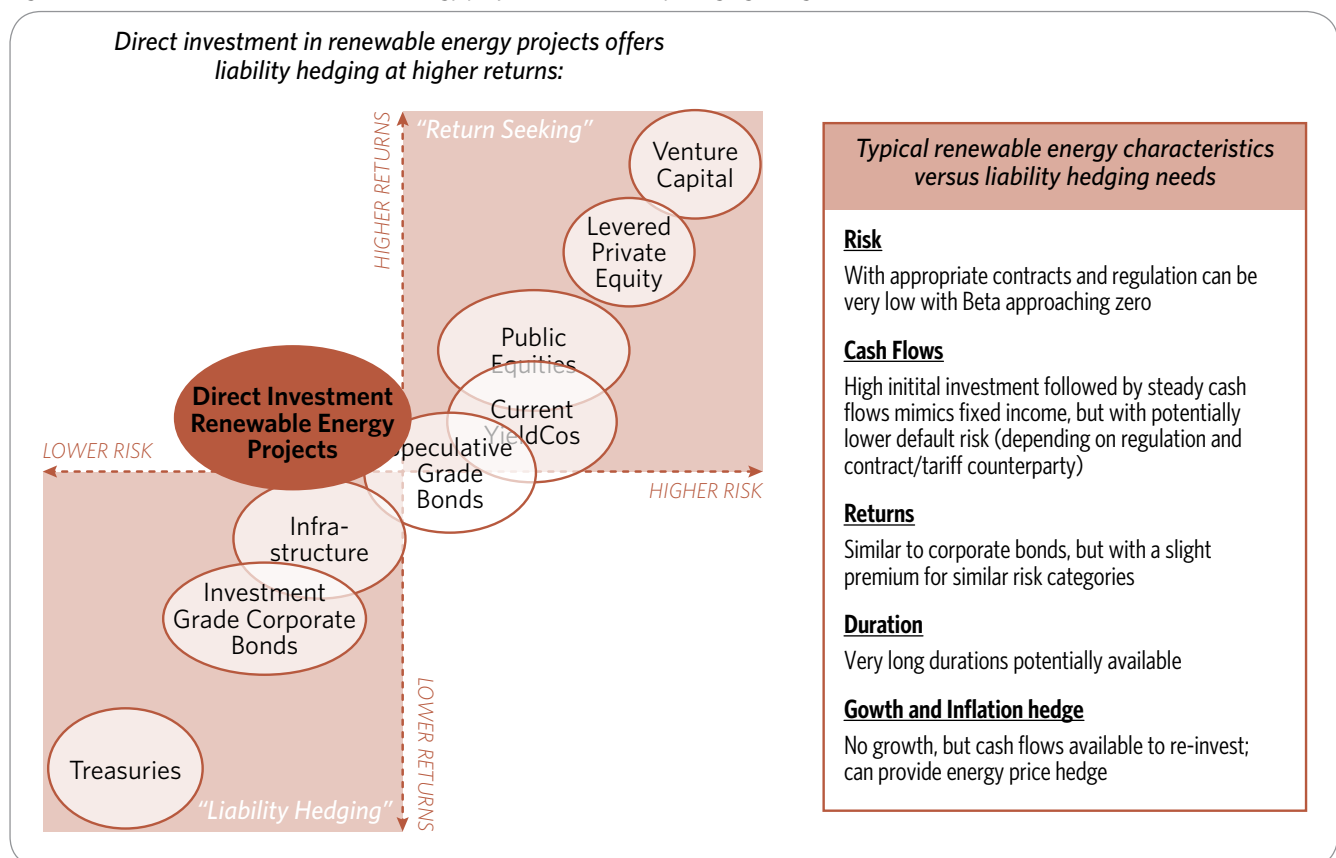 Direct investment in renewable energy projects offers
liability hedging at higher returns:
HIGHER RETURNS
"Return Seeking"
Venture
Capital
Levered
Private
Equity
Public
Equities
Current
YieldCos
Speculative
Grade
Bonds
Direct Investment
Renewable Energy
Projects
LOWER RISK
HIGHER RISK
Infra-
structure
Investment
Grade Corporate
Bonds
Treasuries
"Liability Hedging"
LOWER RETURNS
Typical renewable energy characteristics
versus liability hedging needs
Risk
With appropriate contracts and regulation can be
very low with Beta approaching zero
Cash Flows
High initital investment followed by steady cash
flows mimics fixed income, but with potentially
lower default risk (depending on regulation and
contract/tariff counterparty)
Returns
Similar to corporate bonds, but with a slight
premium for similar risk categories
Duration
Very long durations potentially available
Gowth and Inflation hedge
No growth, but cash flows available to re-invest;
can provide energy price hedge